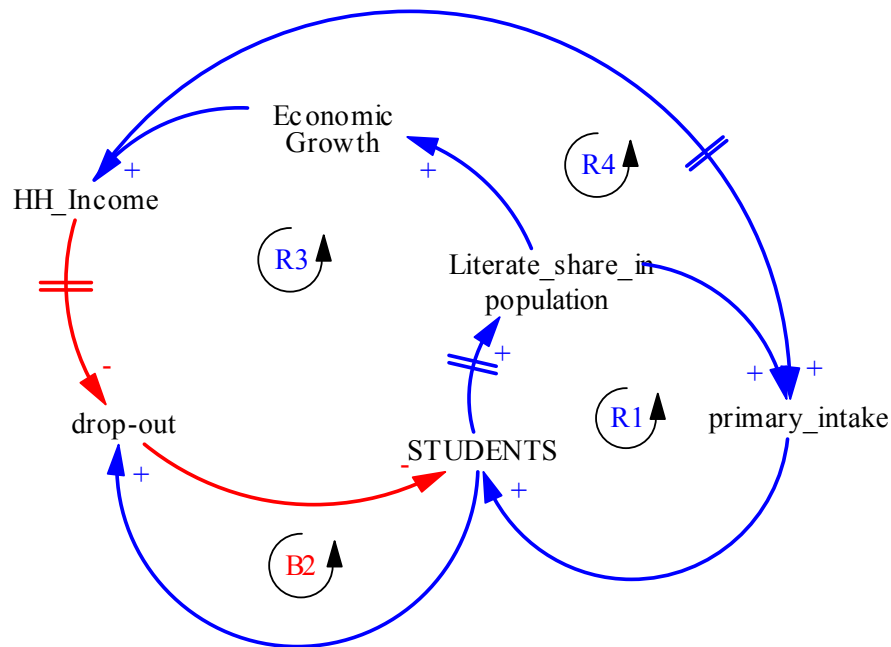 Economic
Growth
+
+
R4
HH_Income
R3
Literate_share_in
population
+
-
+
+
drop-out
R1
primary_intake
+
STUDENTS
-
+
B2